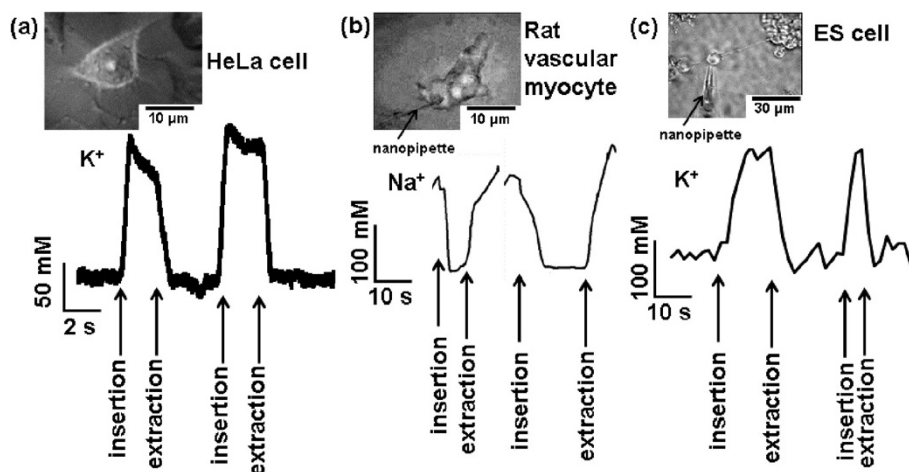 (a)
HeLa cell
10 µm
K+
50 mM
2 s
insertion
extraction
insertion
extraction
(b)
Rat
vascular
myocyte
nanopipette
10 µm
Na+
100 mM
10 s
insertion
extraction
insertion
extraction
(c)
ES cell
nanopipette
30 µm
K+
100 mM
10 s
insertion
extraction
insertion
extraction